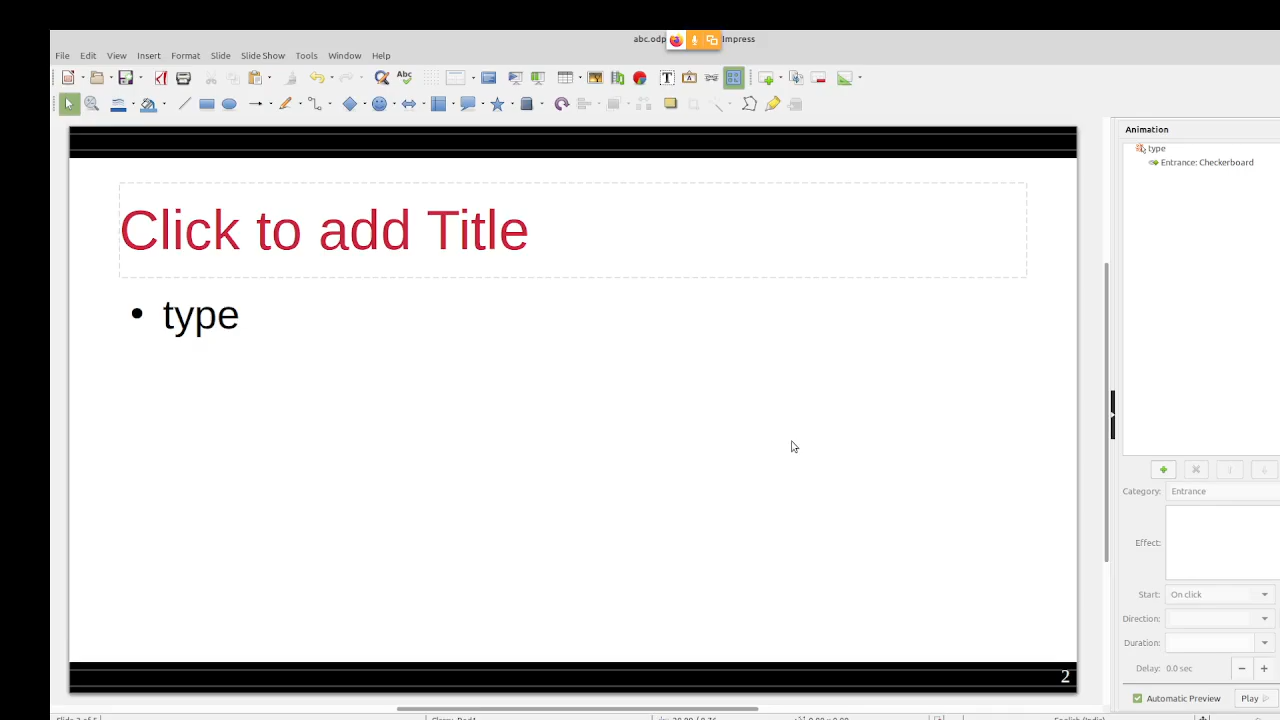 abc.odp
Impress
File Edit View Insert Format Slide Slide Show Tools Window Help
Abc
Animation
type
Entrance: Checkerboard
Click to add Title
• type
Category: Entrance
Effect:
Start: On click
Direction:
Duration:
Delay: 0.0 sec
Automatic Preview Play
2